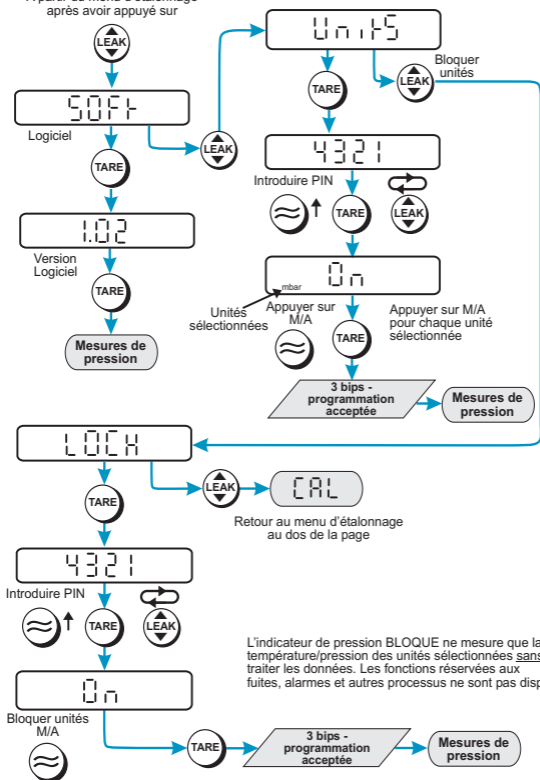 après avoir appuyé sur
LEAK
SOFt
Logiciel
LEAK
TARE
1.02
Version
Logiciel
TARE
Mesures de
pression
UnitS
TARE
Bloquer
unités
LEAK
4321
Introduire PIN
TARE
LEAK
On
mbar
Unités
sélectionnées
Appuyer sur
M/A
TARE
Appuyer sur M/A
pour chaque unité
sélectionnée
3 bips -
programmation
acceptée
Mesures de
pression
LOCK
TARE
LEAK
CAL
Retour au menu d'étalonnage
au dos de la page
4321
Introduire PIN
TARE
LEAK
On
Bloquer unités
M/A
TARE
3 bips -
programmation
acceptée
Mesures de
pression
L'indicateur de pression BLOQUE ne mesure que la
température/pression des unités sélectionnées sans
traiter les données. Les fonctions réservées aux
fuites, alarmes et autres processus ne sont pas